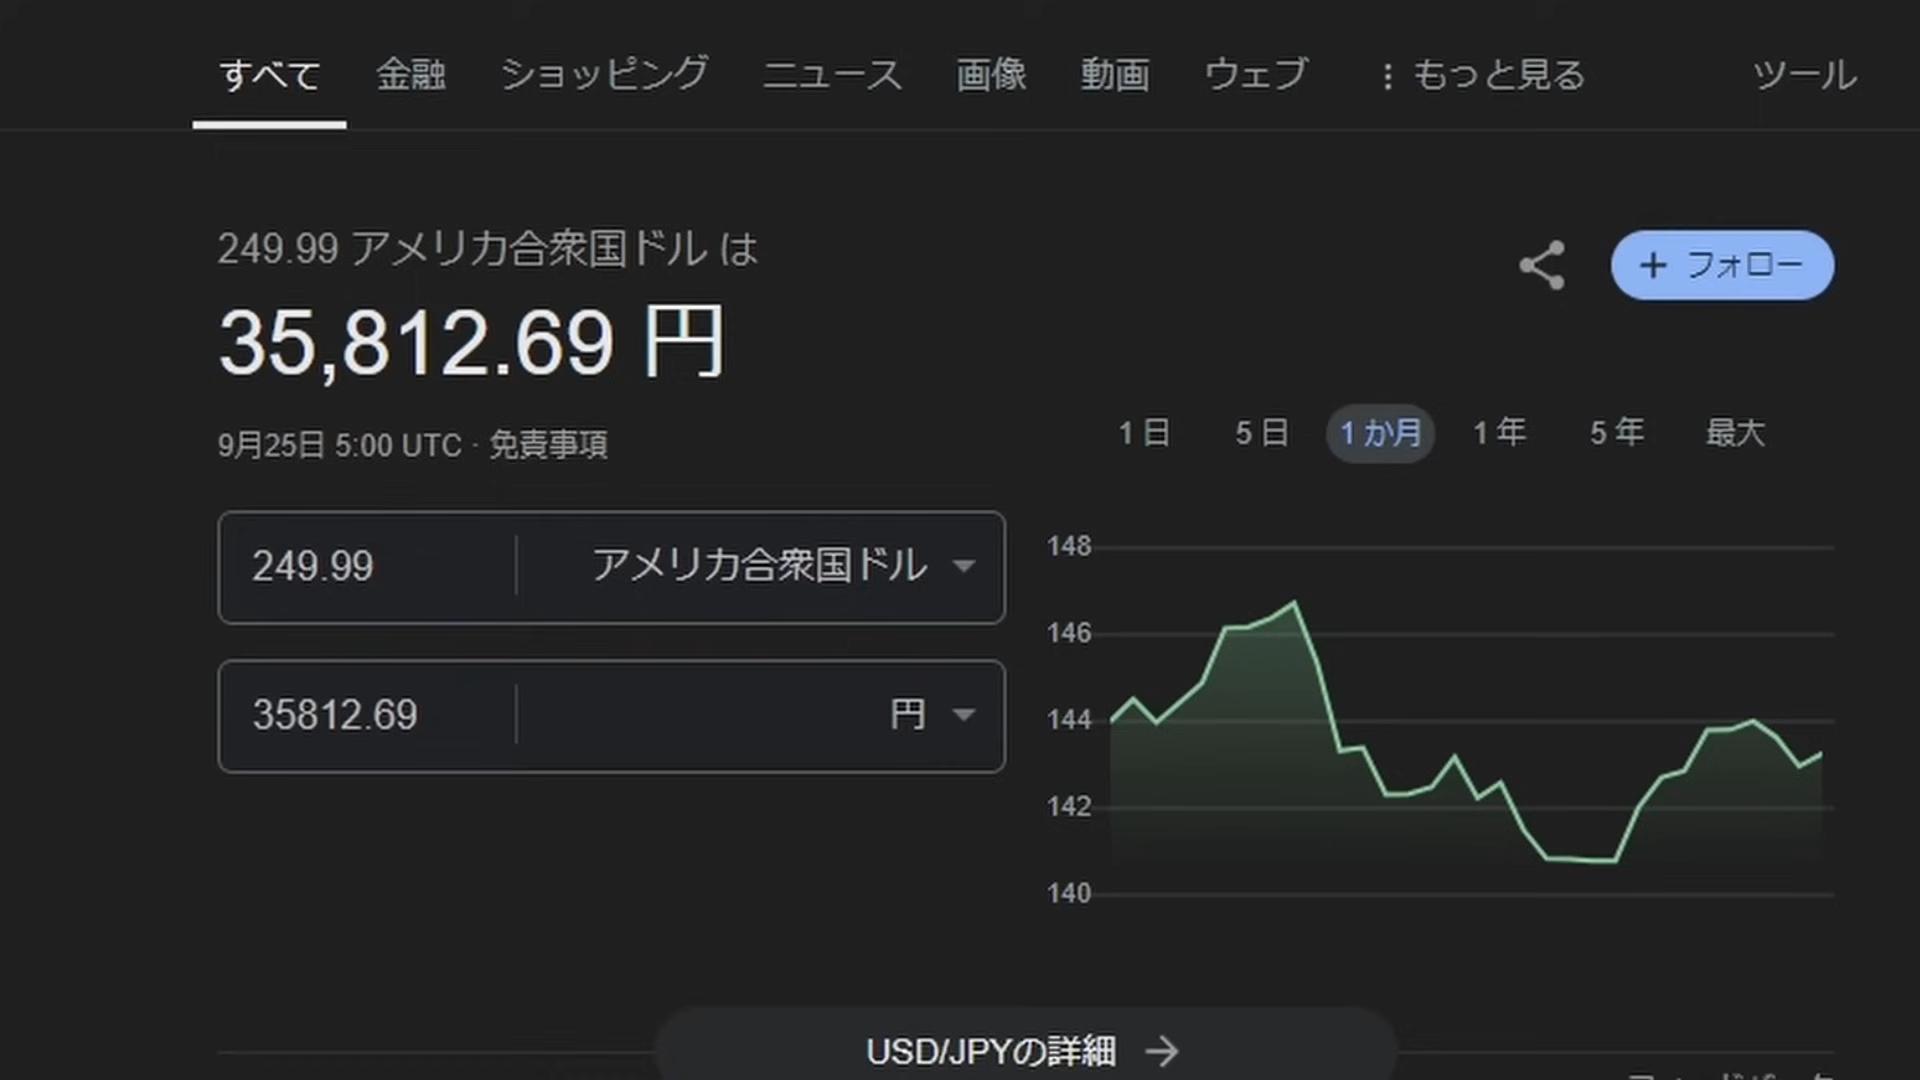 すべて 金融 ショッピング ニュース 画像 動画 ウェブ もっと見る ツール
249.99 アメリカ合衆国ドル は
35,812.69 円
9月25日 5:00 UTC · 免責事項
+ フォロー
1日 5日 1か月 1年 5年 最大
249.99 アメリカ合衆国ドル
35812.69 円
148
146
144
142
140
USD/JPYの詳細 →